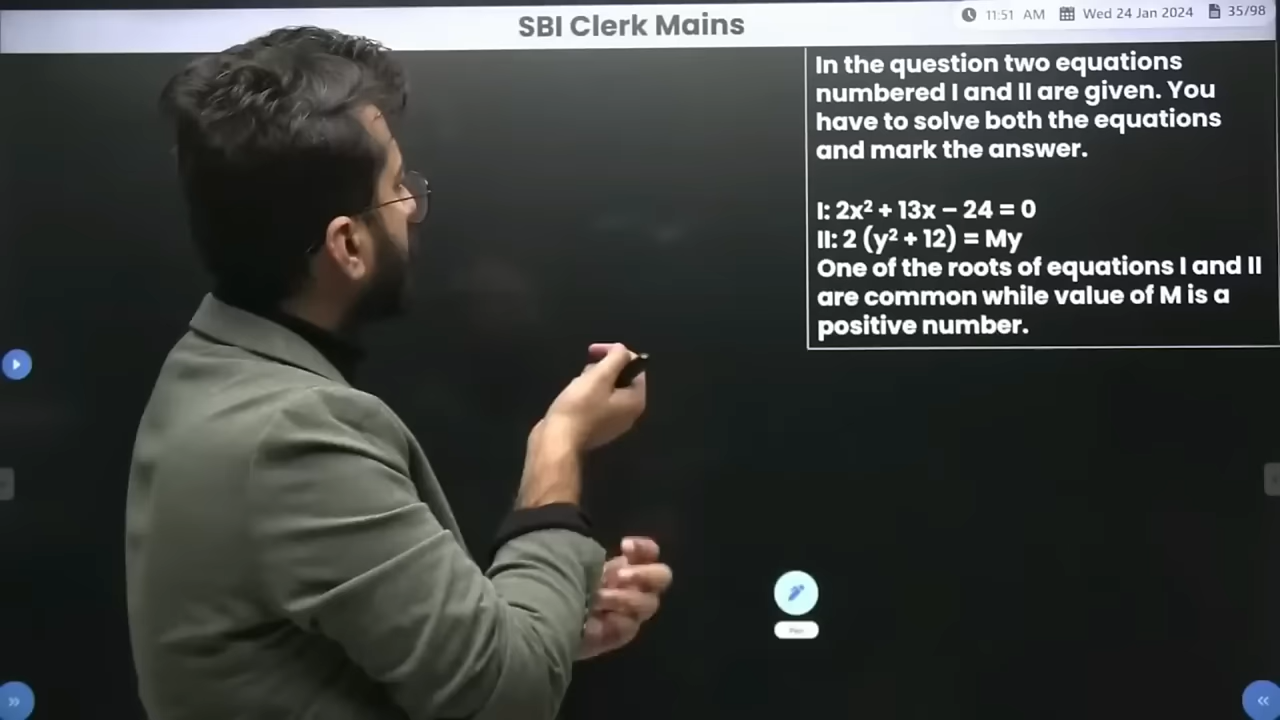 SBI Clerk Mains
11:51 AM Wed 24 Jan 2024 35/98
In the question two equations
numbered I and II are given. You
have to solve both the equations
and mark the answer.
I: 2x² + 13x – 24 = 0
II: 2 (y² + 12) = My
One of the roots of equations I and II
are common while value of M is a
positive number.